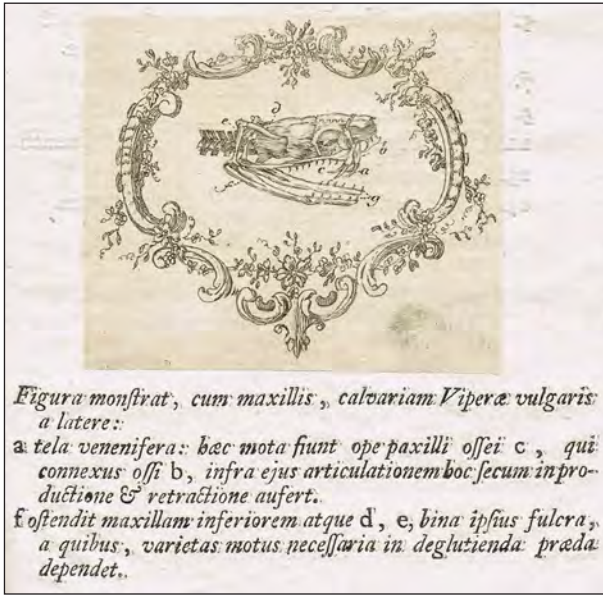 d
e
b
c a
f
g
Figura monſtrat, cum maxillis, calvariam Viperæ vulgaris
a latere:
a tela venenifera: hæc mota fiunt ope paxilli oſſei c, qui
connexus oſſi b, infra ejus articulationem hoc ſecum in pro-
ductione & retractione aufert.
f oſtendit maxillam inferiorem atque d, e, bina ipſius fulcra,
a quibus, varietas motus neceſſaria in deglutienda præda
dependet.